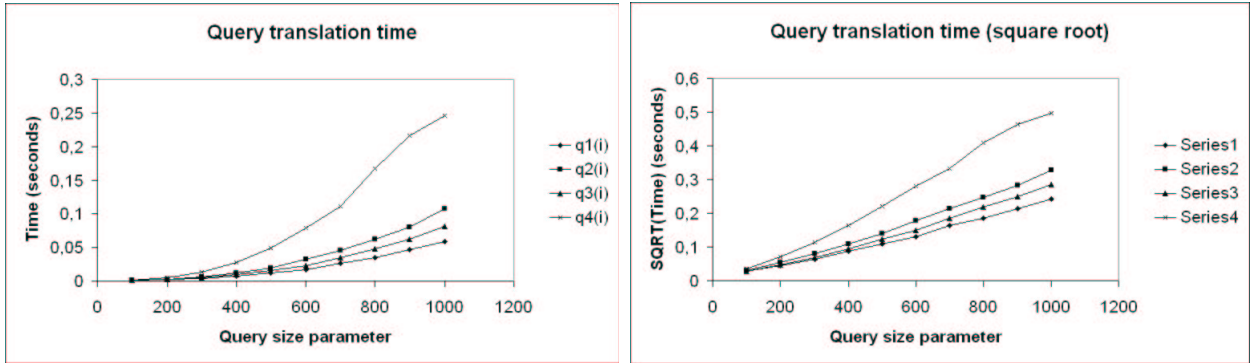 Query translation time
0,3
0,25
0,2
0,15
0,1
0,05
0
Time (seconds)
0 200 400 600 800 1000 1200
Query size parameter
q1(i)
q2(i)
q3(i)
q4(i)
Query translation time (square root)
0,6
0,5
0,4
0,3
0,2
0,1
0
SQRT(Time) (seconds)
0 200 400 600 800 1000 1200
Query size parameter
Series1
Series2
Series3
Series4